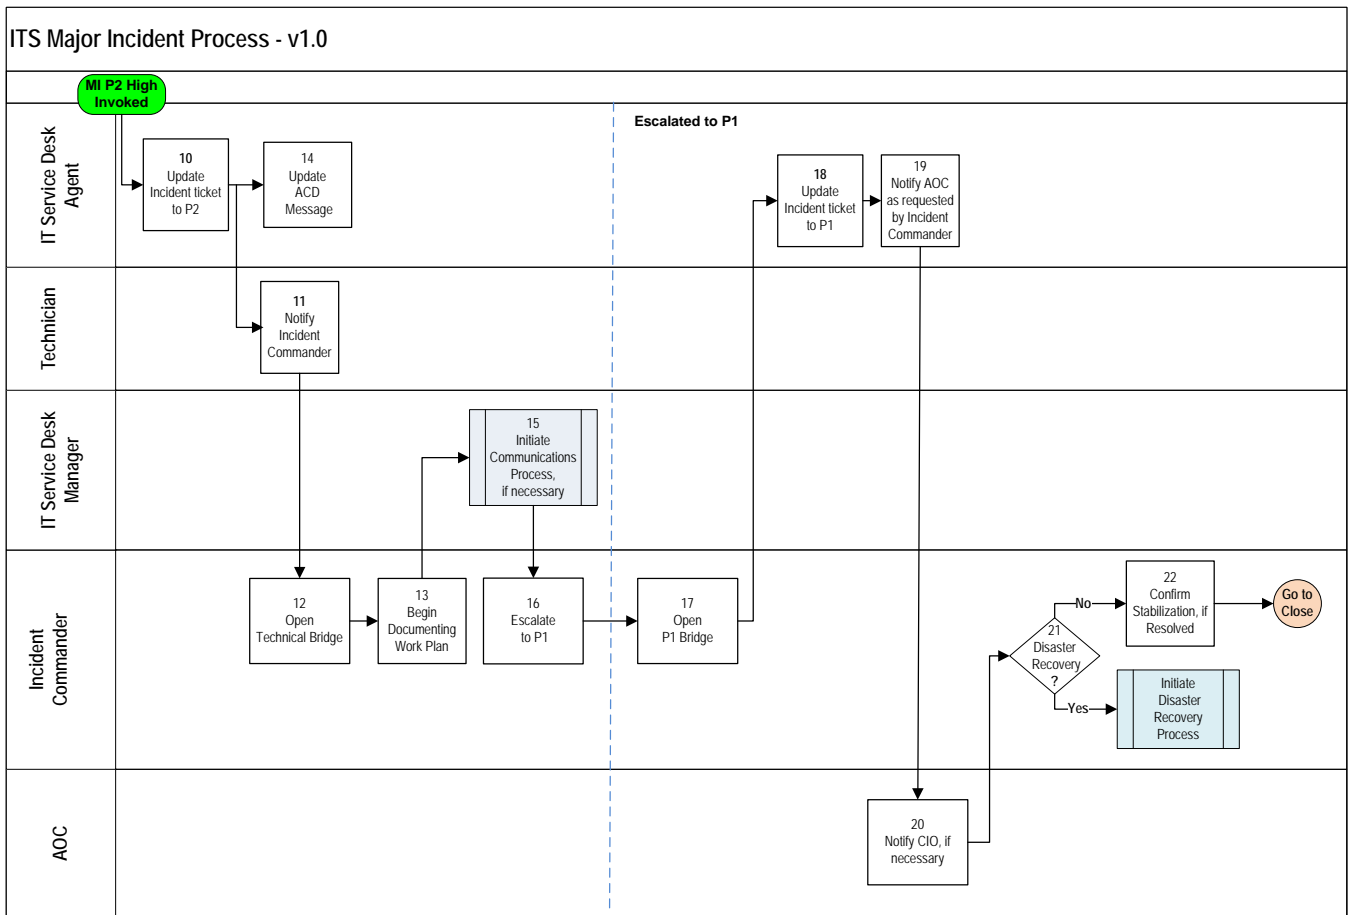 ITS Major Incident Process - v1.0
MI P2 High
Invoked
IT Service Desk
Agent
10
Update
Incident ticket
to P2
14
Update
ACD
Message
Escalated to P1
18
Update
Incident ticket
to P1
19
Notify AOC
as requested
by Incident
Commander
Technician
11
Notify
Incident
Commander
IT Service Desk
Manager
15
Initiate
Communications
Process,
if necessary
Incident
Commander
12
Open
Technical Bridge
13
Begin
Documenting
Work Plan
16
Escalate
to P1
17
Open
P1 Bridge
21
Disaster
Recovery
?
No
Yes
22
Confirm
Stabilization, if
Resolved
Go to
Close
Initiate
Disaster
Recovery
Process
AOC
20
Notify CIO, if
necessary